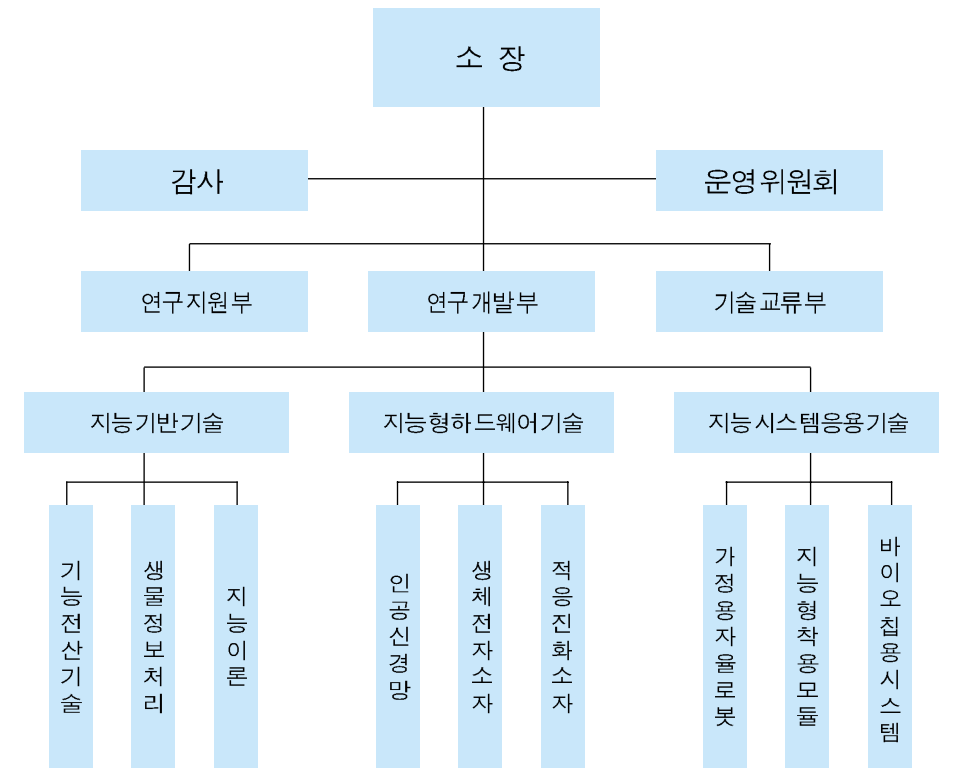 소 장
감사
운영위원회
연구지원부
연구개발부
기술교류부
지능기반기술
지능형하드웨어기술
지능시스템응용기술
기능전산기술
생물정보처리
지능이론
인공신경망
생체전자소자
적응진화소자
가정용자율로봇
지능형착용모듈
바이오칩용시스템